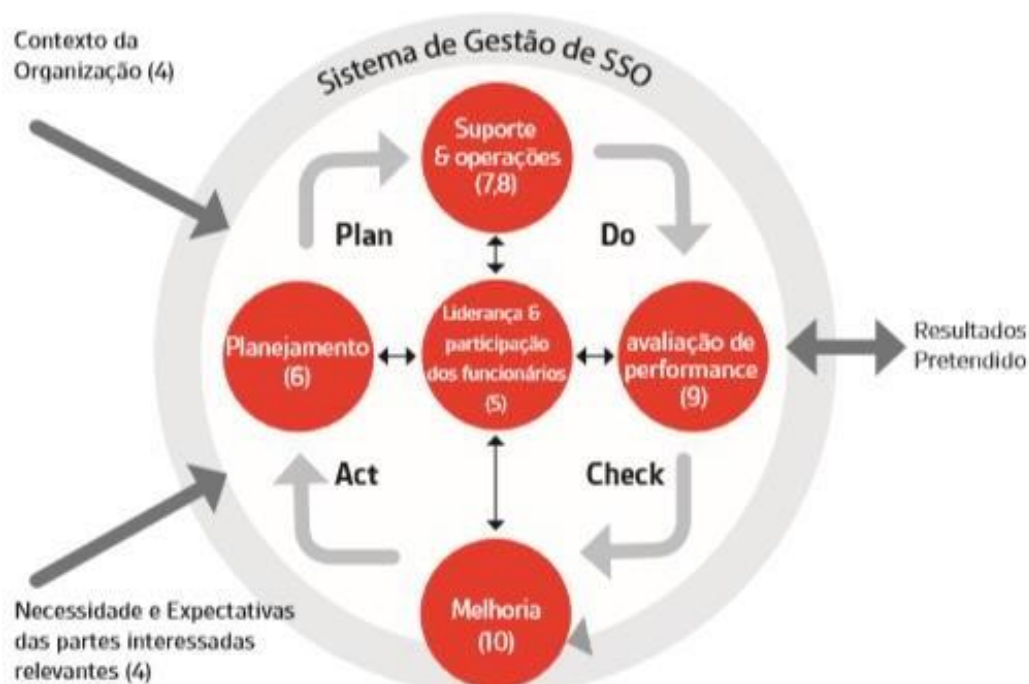 Contexto da
Organização (4)
Sistema de Gestão de SSO
Suporte
& operações
(7,8)
Plan
Do
Planejamento
(6)
Liderança &
participação
dos funcionários
(5)
avaliação de
performance
(9)
Resultados
Pretendido
Act
Check
Melhoria
(10)
Necessidade e Expectativas
das partes interessadas
relevantes (4)